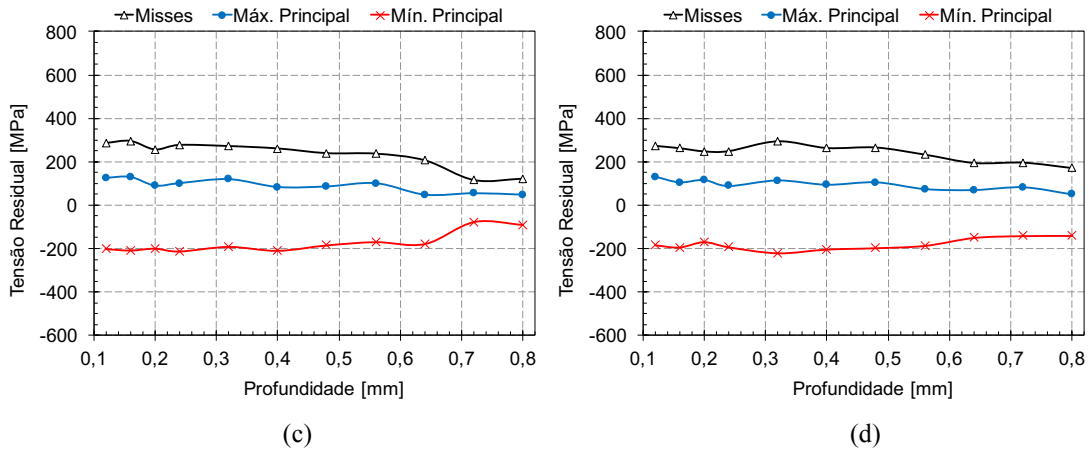 Misses Máx. Principal Mín. Principal
800
600
400
200
0
-200
-400
-600
Tensão Residual [MPa]
0,1 0,2 0,3 0,4 0,5 0,6 0,7 0,8
Profundidade [mm]
(c)
Misses Máx. Principal Mín. Principal
800
600
400
200
0
-200
-400
-600
Tensão Residual [MPa]
0,1 0,2 0,3 0,4 0,5 0,6 0,7 0,8
Profundidade [mm]
(d)